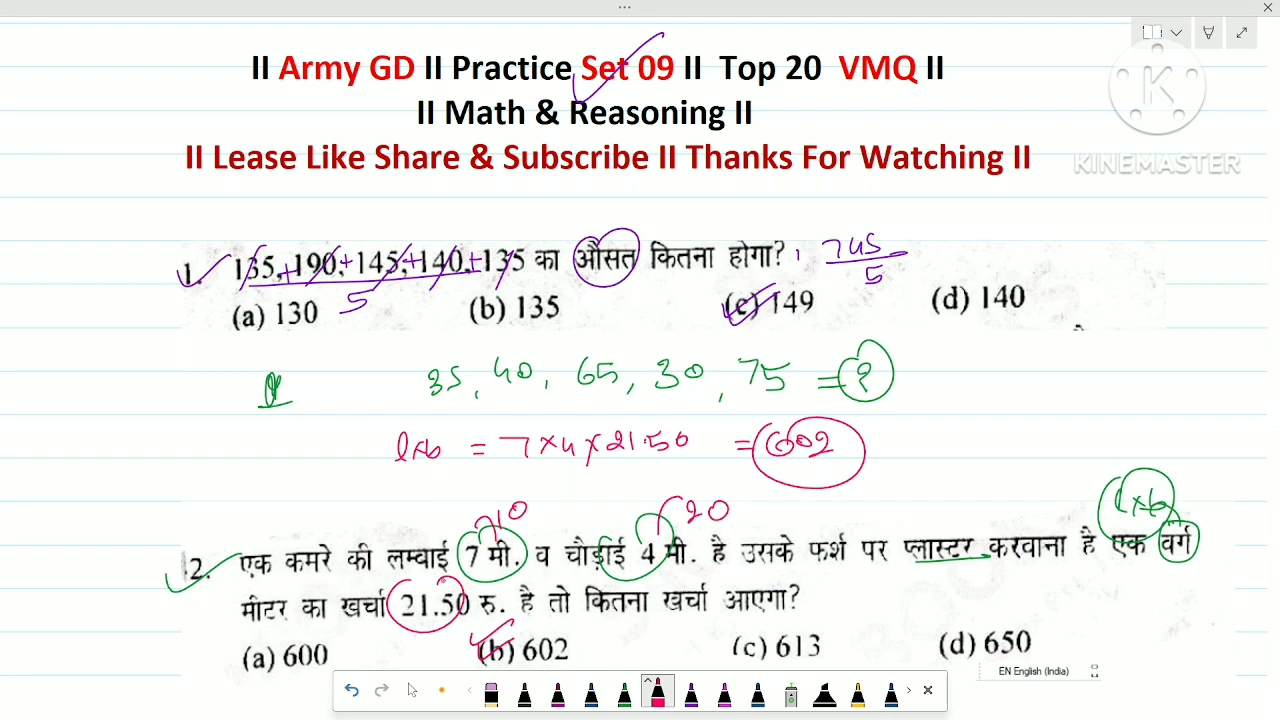 II Army GD II Practice Set 09 II Top 20 VMQ II
II Math & Reasoning II
II Lease Like Share & Subscribe II Thanks For Watching II
KINEMASTER
1. 135, 190, 145, 140, 135 का औसत कितना होगा? 745/5
5
(a) 130 (b) 135 (c) 149 (d) 140
35, 40, 65, 30, 75 = ?
l×b = 7×4×21.50 = 602
10 20 l×b
12. एक कमरे की लम्बाई 7 मी. व चौड़ाई 4 मी. है उसके फर्श पर प्लास्टर करवाना है एक वर्ग
मीटर का खर्चा 21.50 रु. है तो कितना खर्चा आएगा?
(a) 600 (b) 602 (c) 613 (d) 650
EN English (India)